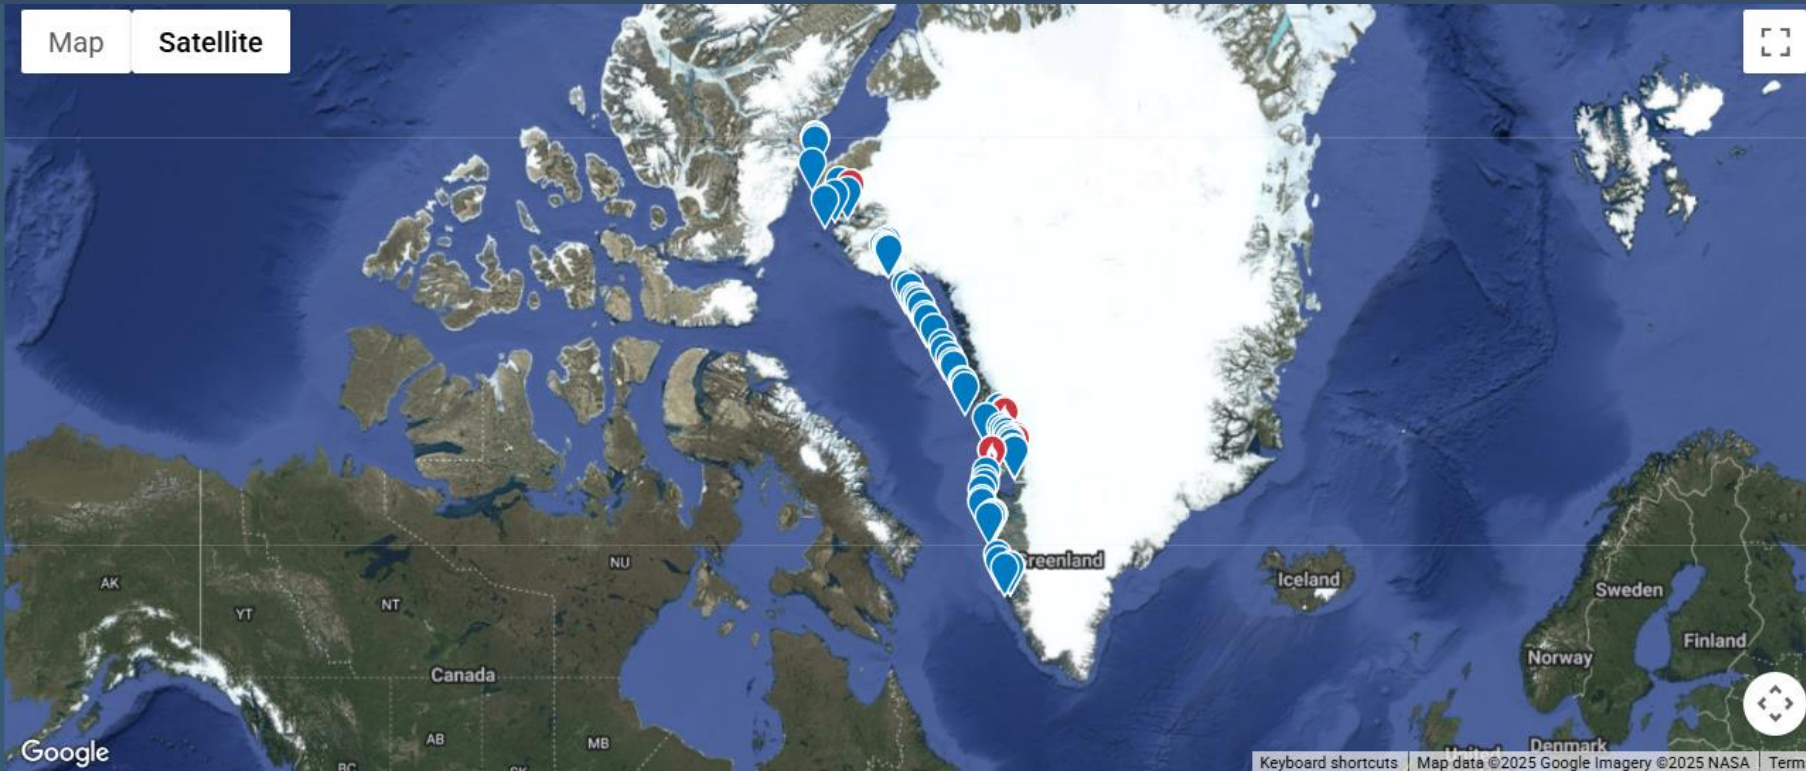 Map
Satellite
Greenland
Iceland
NU
AK
NT
YT
Sweden
Finland
Norway
Canada
AB
MB
Denmark
Google
Keyboard shortcuts
Map data ©2025 Google Imagery ©2025 NASA
Term